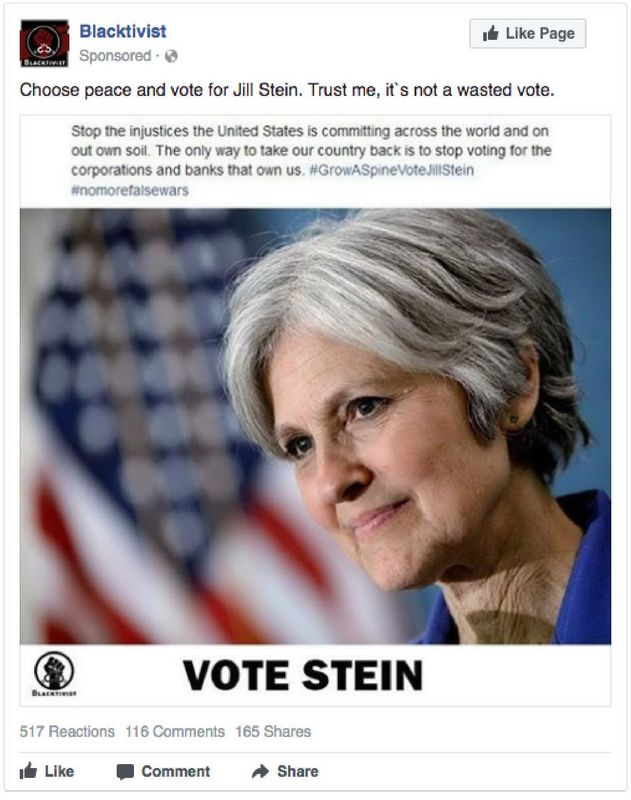 Blacktivist
Sponsored ·
Like Page
BLACKTIVIST
Choose peace and vote for Jill Stein. Trust me, it`s not a wasted vote.
Stop the injustices the United States is committing across the world and on
out own soil. The only way to take our country back is to stop voting for the
corporations and banks that own us. #GrowASpineVoteJillStein
#nomorefalsewars
BLACKTIVIST
VOTE STEIN
517 Reactions 116 Comments 165 Shares
Like Comment Share